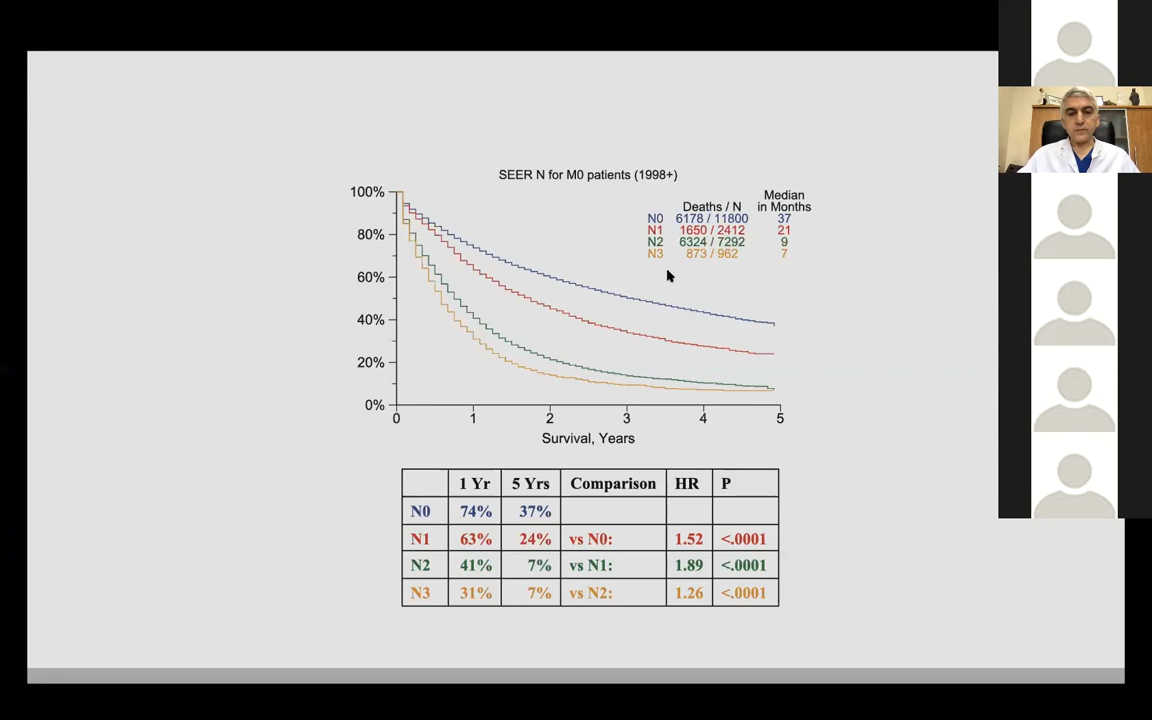 SEER N for M0 patients (1998+)
Median
Deaths / N in Months
N0 6178 / 11800 37
N1 1650 / 2412 21
N2 6324 / 7292 9
N3 873 / 962 7
100%
80%
60%
40%
20%
0%
0 1 2 3 4 5
Survival, Years
1 Yr 5 Yrs Comparison HR P
N0 74% 37%
N1 63% 24% vs N0: 1.52 <.0001
N2 41% 7% vs N1: 1.89 <.0001
N3 31% 7% vs N2: 1.26 <.0001